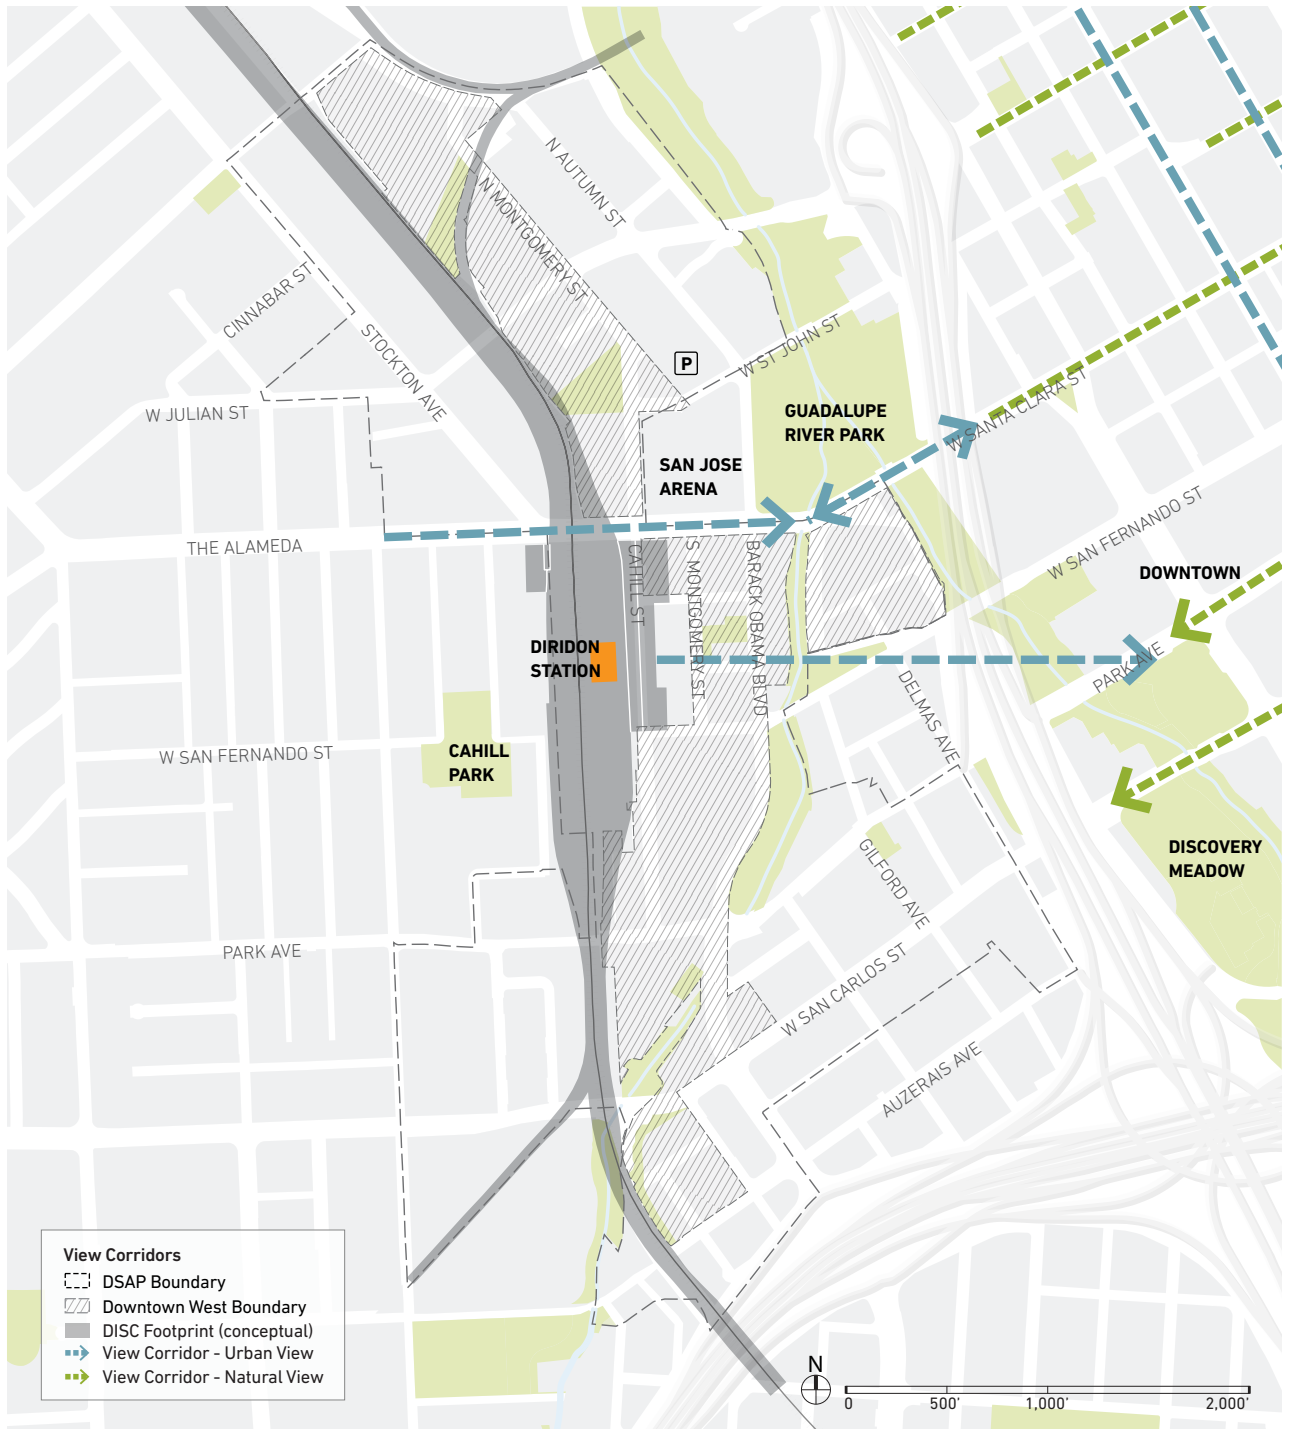 N AUTUMN ST
N MONTGOMERY ST
CINNABAR ST
STOCKTON AVE
W ST JOHN ST
P
W JULIAN ST
W SANTA CLARA ST
GUADALUPE
RIVER PARK
SAN JOSE
ARENA
THE ALAMEDA
CAHILL ST
S MONTGOMERY ST
BARACK OBAMA BLVD
W SAN FERNANDO ST
DOWNTOWN
DIRIDON
STATION
PARK AVE
DELMAS AVE
W SAN FERNANDO ST
CAHILL
PARK
DISCOVERY
MEADOW
GILFORD AVE
PARK AVE
W SAN CARLOS ST
AUZERAIS AVE
View Corridors
DSAP Boundary
Downtown West Boundary
DISC Footprint (conceptual)
View Corridor - Urban View
View Corridor - Natural View
N
0 500' 1,000' 2,000'